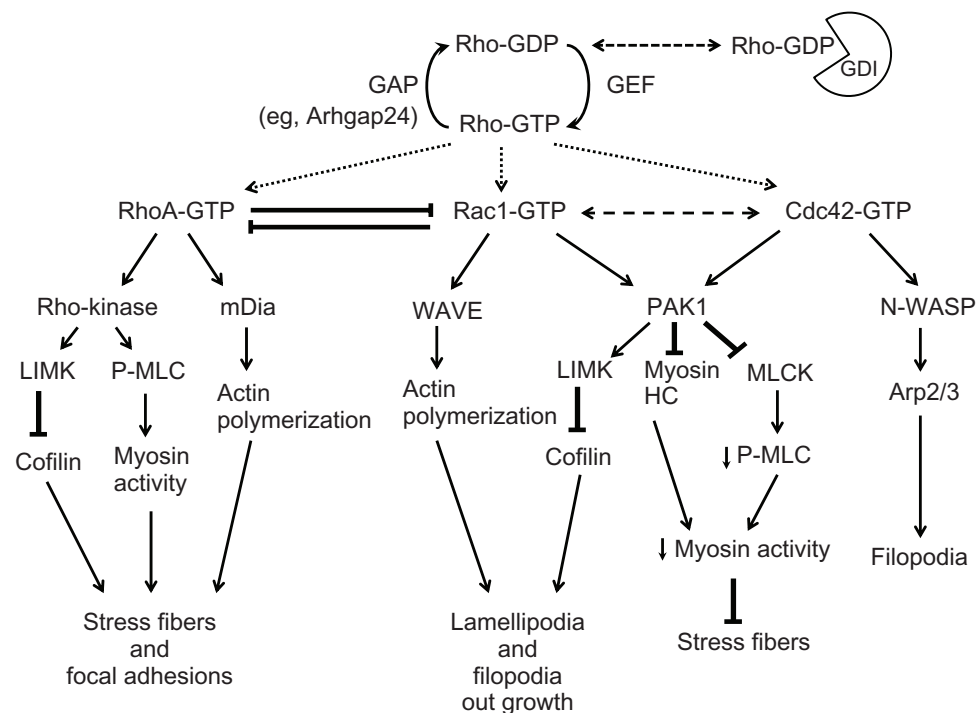 Rho-GDP
Rho-GDP
GDI
GAP
(eg, Arhgap24)
GEF
Rho-GTP
RhoA-GTP
Rac1-GTP
Cdc42-GTP
Rho-kinase
mDia
WAVE
PAK1
N-WASP
LIMK
P-MLC
Actin
polymerization
Actin
polymerization
LIMK
Myosin
HC
MLCK
Arp2/3
Cofilin
Myosin
activity
Cofilin
↓ P-MLC
↓ Myosin activity
Filopodia
Stress fibers
and
focal adhesions
Lamellipodia
and
filopodia
out growth
Stress fibers